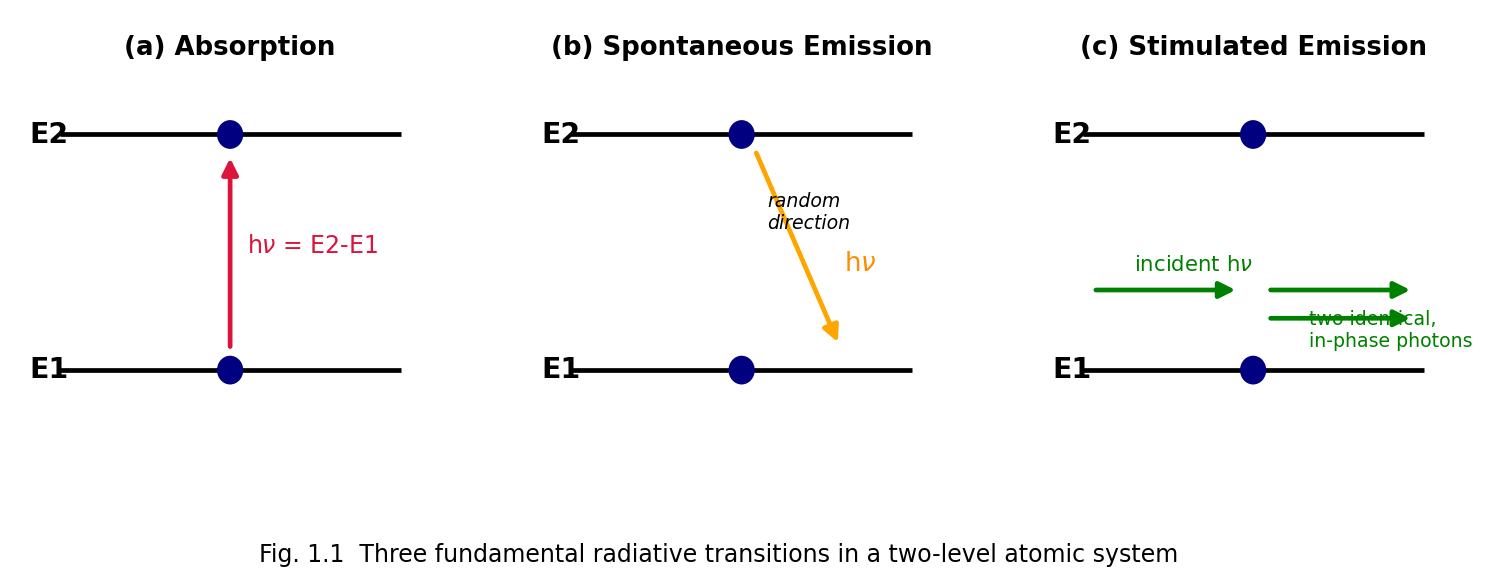 (a) Absorption
E2
hν = E2-E1
E1
(b) Spontaneous Emission
E2
random
direction
hν
E1
(c) Stimulated Emission
E2
incident hν
two identical,
in-phase photons
E1
Fig. 1.1  Three fundamental radiative transitions in a two-level atomic system